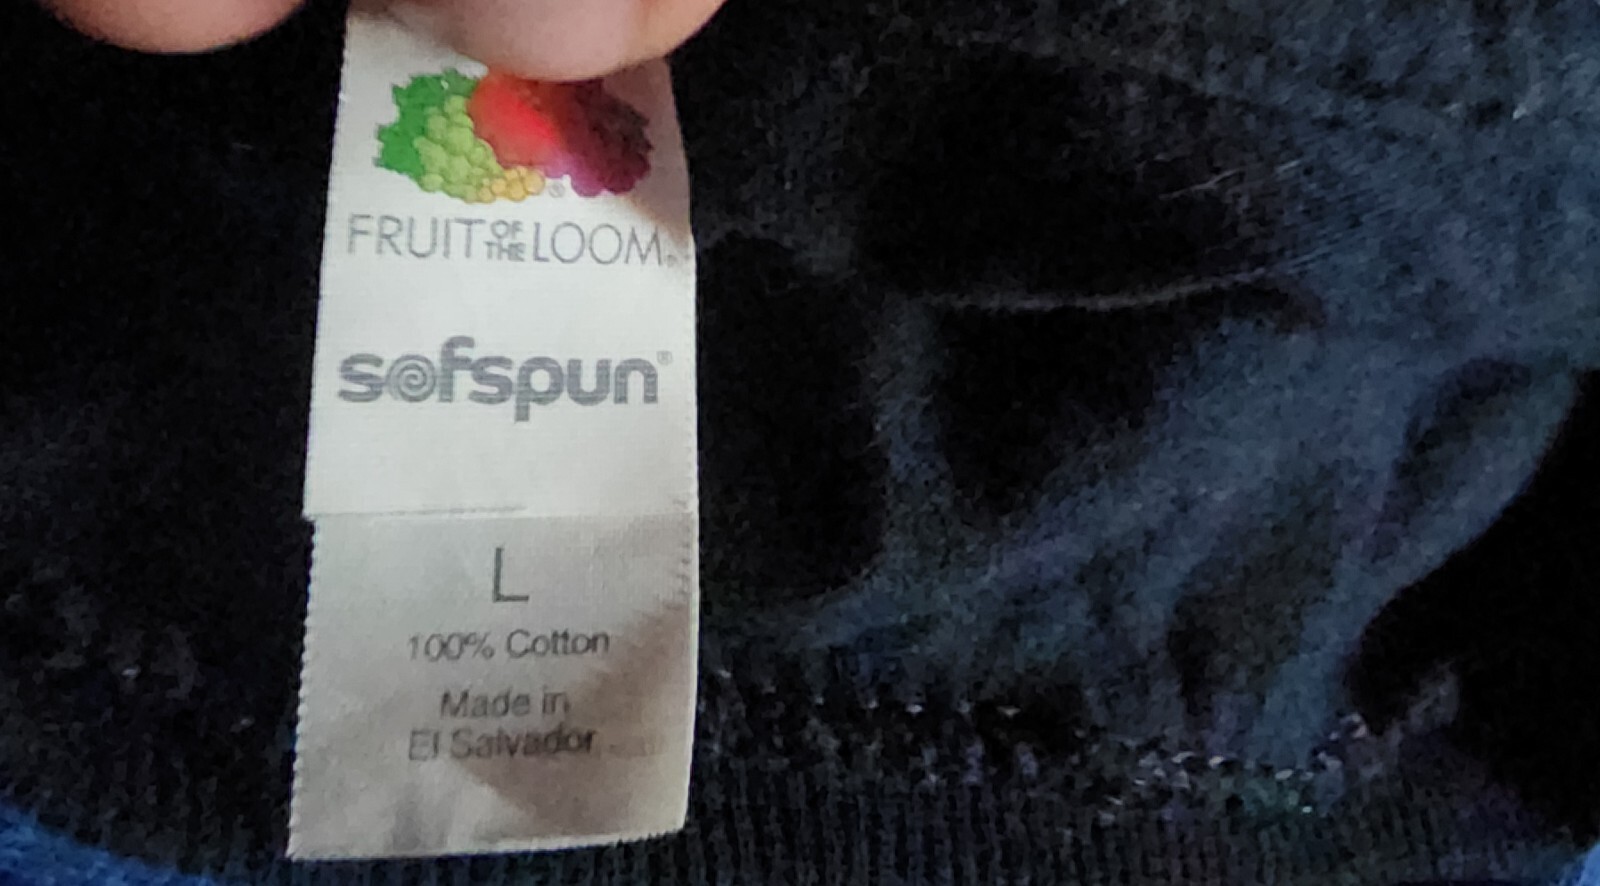 FRUIT OF THE LOOM®
sofspun®
L
100% Cotton
Made in
El Salvador